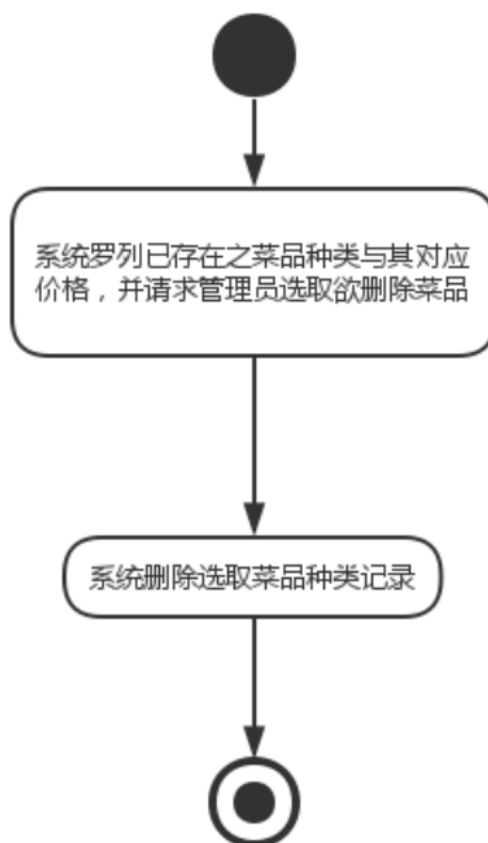 系统罗列已存在之菜品种类与其对应
价格，并请求管理员选取欲删除菜品
系统删除选取菜品种类记录